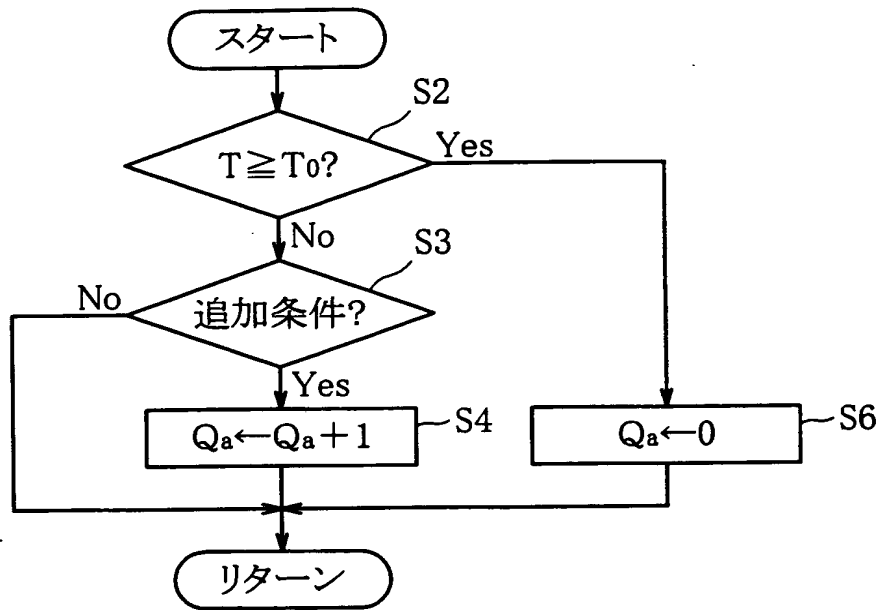 スタート
S2
T≧T0?
Yes
No
S3
No
追加条件?
Yes
Qa←Qa+1
S4
Qa←0
S6
リターン